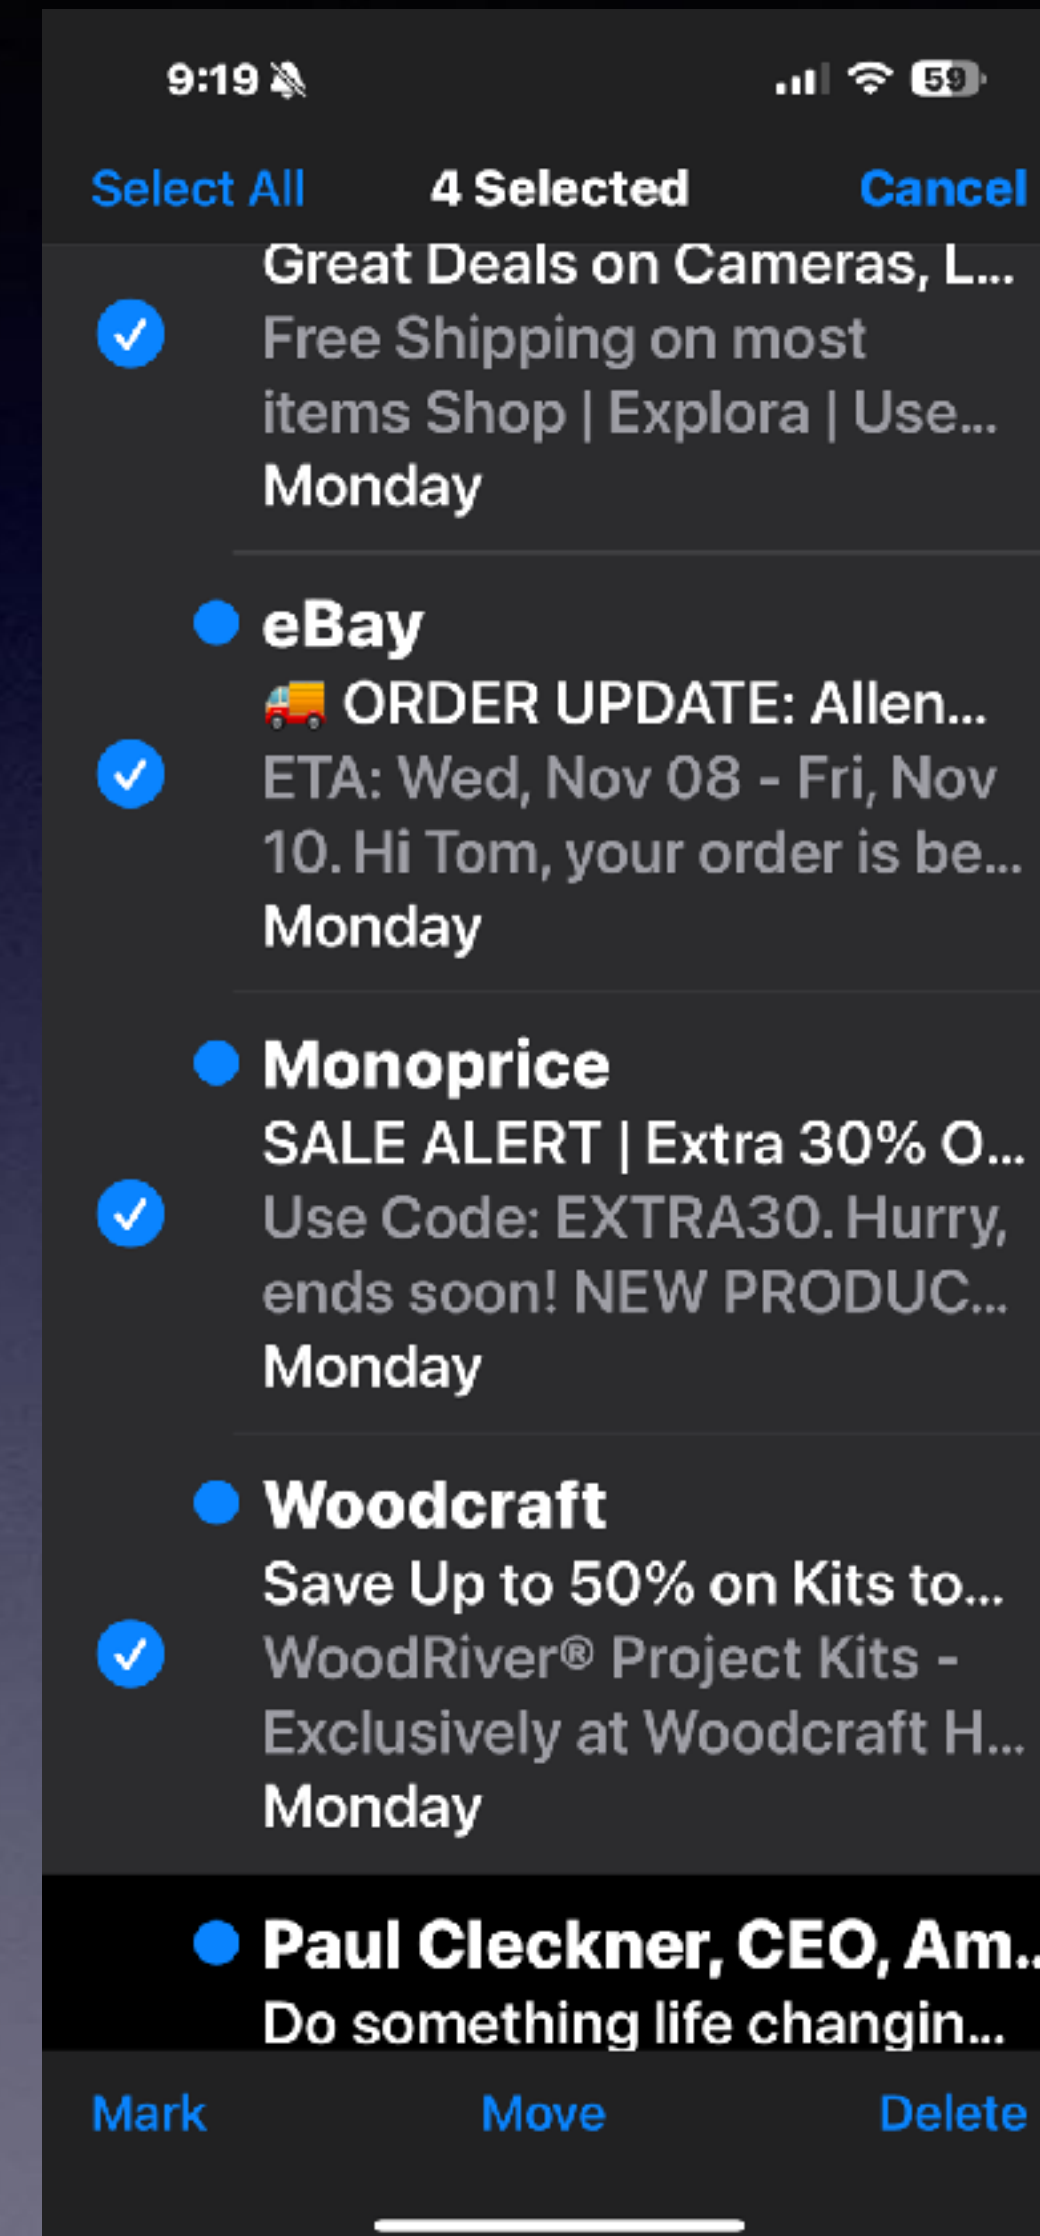 9:19
59
Select All 4 Selected Cancel
Great Deals on Cameras, L...
Free Shipping on most
items Shop | Explora | Use...
Monday
eBay
🚚 ORDER UPDATE: Allen...
ETA: Wed, Nov 08 - Fri, Nov
10. Hi Tom, your order is be...
Monday
Monoprice
SALE ALERT | Extra 30% O...
Use Code: EXTRA30. Hurry,
ends soon! NEW PRODUC...
Monday
Woodcraft
Save Up to 50% on Kits to...
WoodRiver® Project Kits -
Exclusively at Woodcraft H...
Monday
Paul Cleckner, CEO, Am..
Do something life changin...
Mark Move Delete